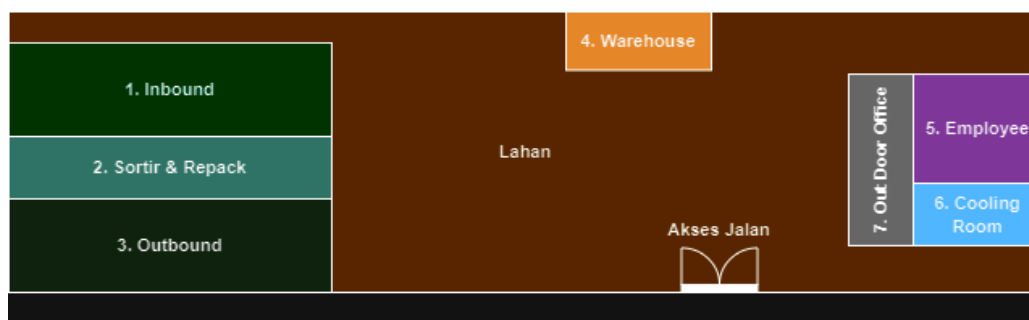 4. Warehouse
1. Inbound
2. Sortir & Repack
3. Outbound
Lahan
Akses Jalan
7. Out Door Office
5. Employee
6. Cooling
Room